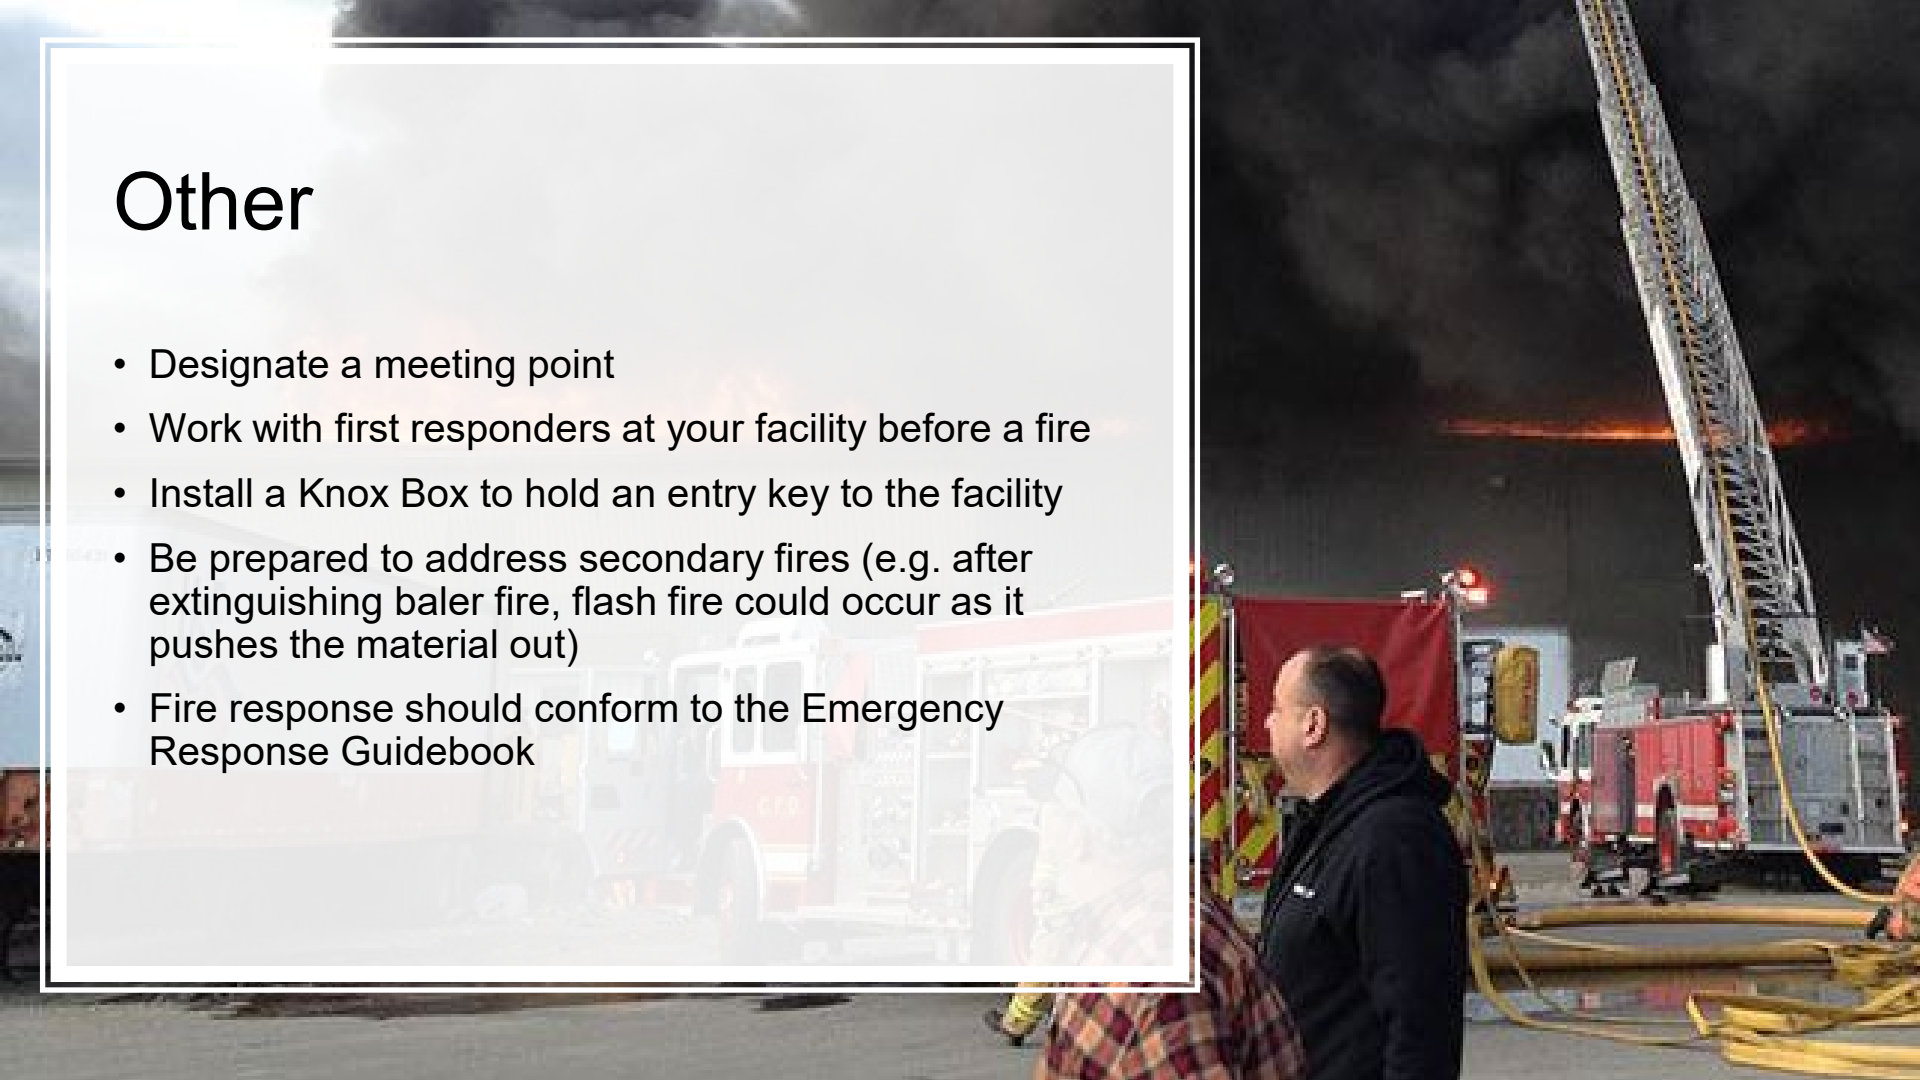 Other
• Designate a meeting point
• Work with first responders at your facility before a fire
• Install a Knox Box to hold an entry key to the facility
• Be prepared to address secondary fires (e.g. after
extinguishing baler fire, flash fire could occur as it
pushes the material out)
• Fire response should conform to the Emergency
Response Guidebook
C.F.D.